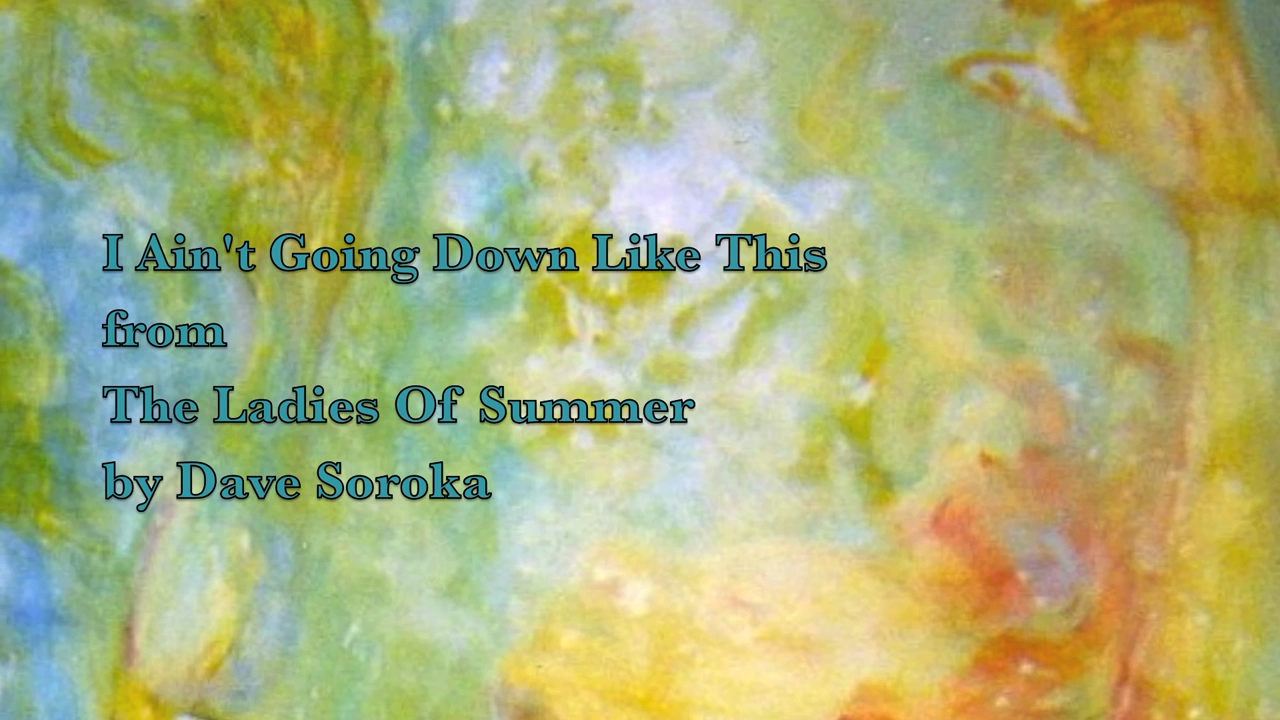 I Ain't Going Down Like This
from
The Ladies Of Summer
by Dave Soroka